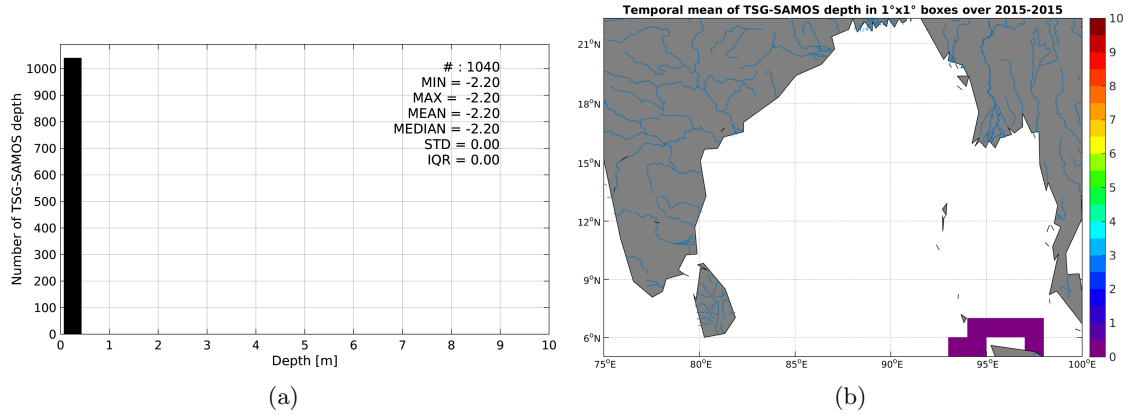 Temporal mean of TSG-SAMOS depth in 1°x1° boxes over 2015-2015
Number of TSG-SAMOS depth
1000
900
800
700
600
500
400
300
200
100
0
# : 1040
MIN = -2.20
MAX = -2.20
MEAN = -2.20
MEDIAN = -2.20
STD = 0.00
IQR = 0.00
0 1 2 3 4 5 6 7 8 9 10
Depth [m]
(a)
21°N
18°N
15°N
12°N
9°N
6°N
75°E 80°E 85°E 90°E 95°E 100°E
10
9
8
7
6
5
4
3
2
1
0
(b)